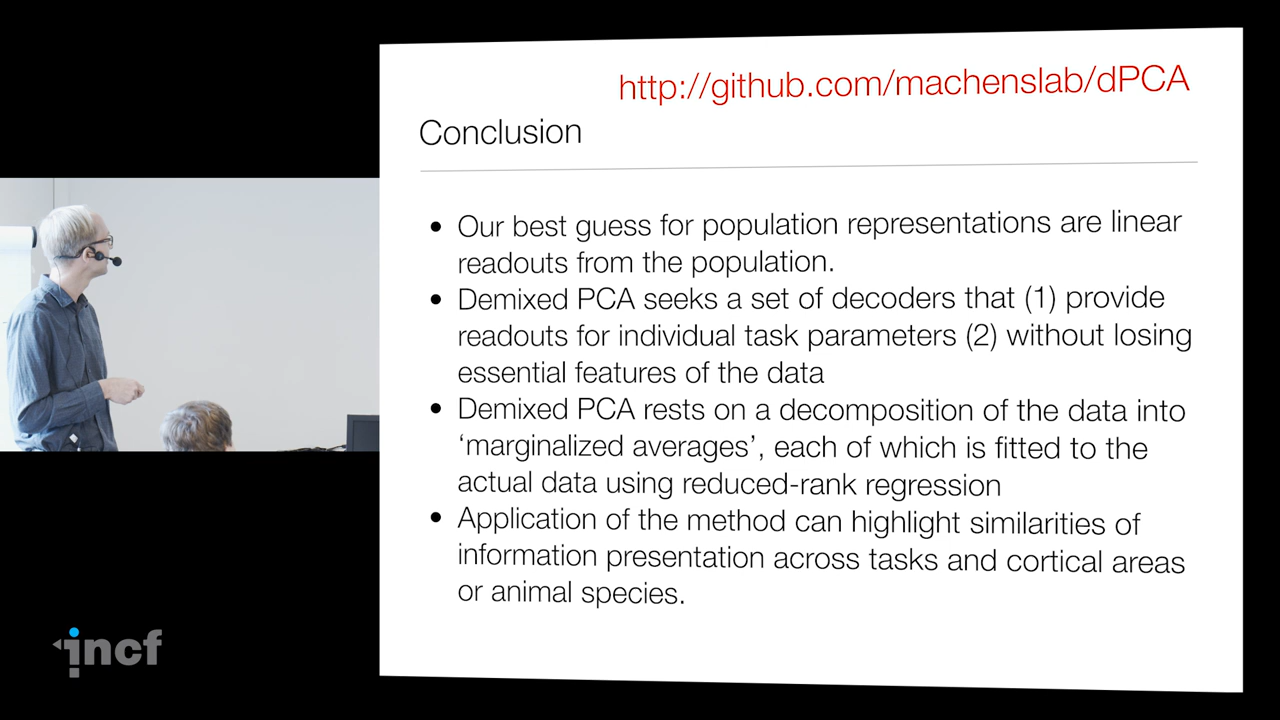 http://github.com/machenslab/dPCA
Conclusion
• Our best guess for population representations are linear
readouts from the population.
• Demixed PCA seeks a set of decoders that (1) provide
readouts for individual task parameters (2) without losing
essential features of the data
• Demixed PCA rests on a decomposition of the data into
‘marginalized averages’, each of which is fitted to the
actual data using reduced-rank regression
• Application of the method can highlight similarities of
information presentation across tasks and cortical areas
or animal species.
incf